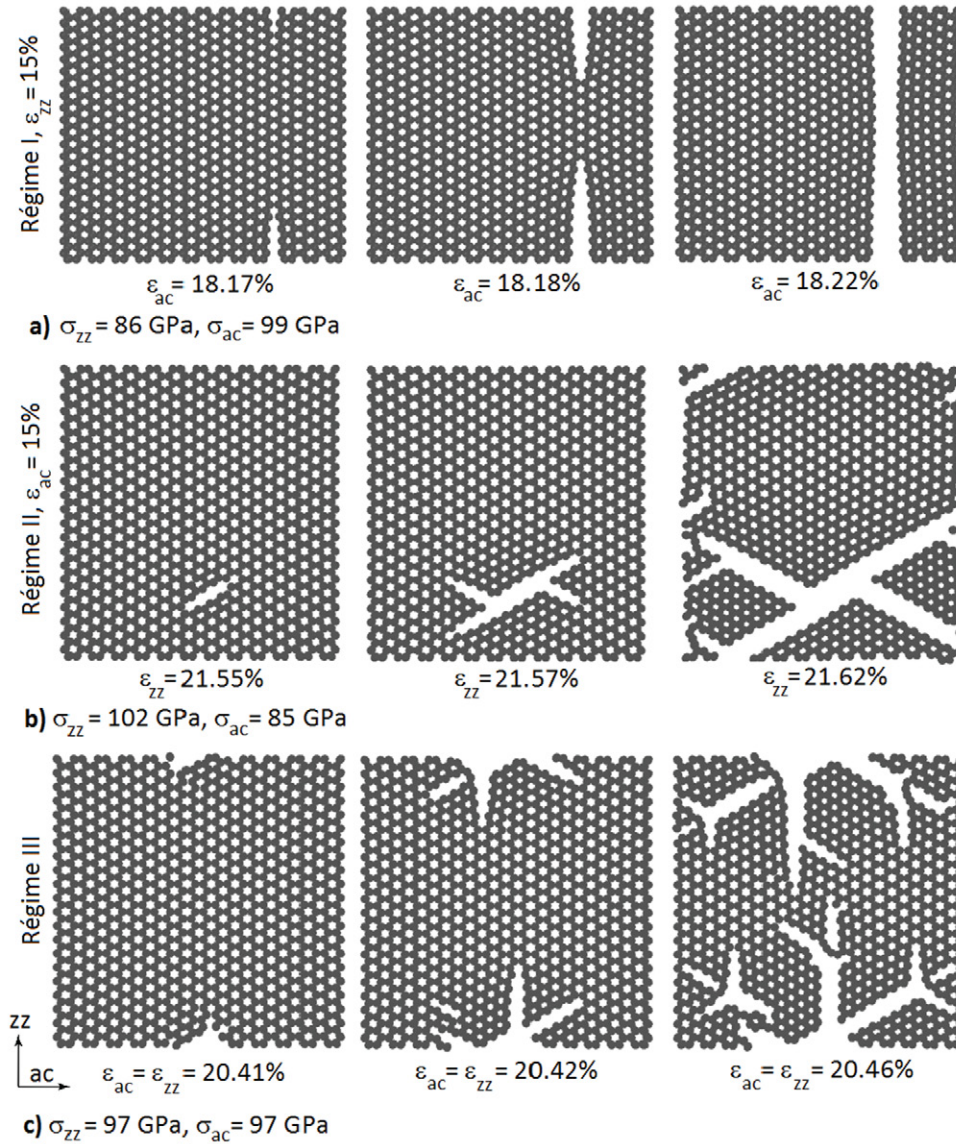 Régime I, εzz = 15%
εac = 18.17%
εac = 18.18%
εac = 18.22%
a) σzz = 86 GPa, σac = 99 GPa
Régime II, εac = 15%
εzz = 21.55%
εzz = 21.57%
εzz = 21.62%
b) σzz = 102 GPa, σac = 85 GPa
Régime III
zz
ac
εac = εzz = 20.41%
εac = εzz = 20.42%
εac = εzz = 20.46%
c) σzz = 97 GPa, σac = 97 GPa